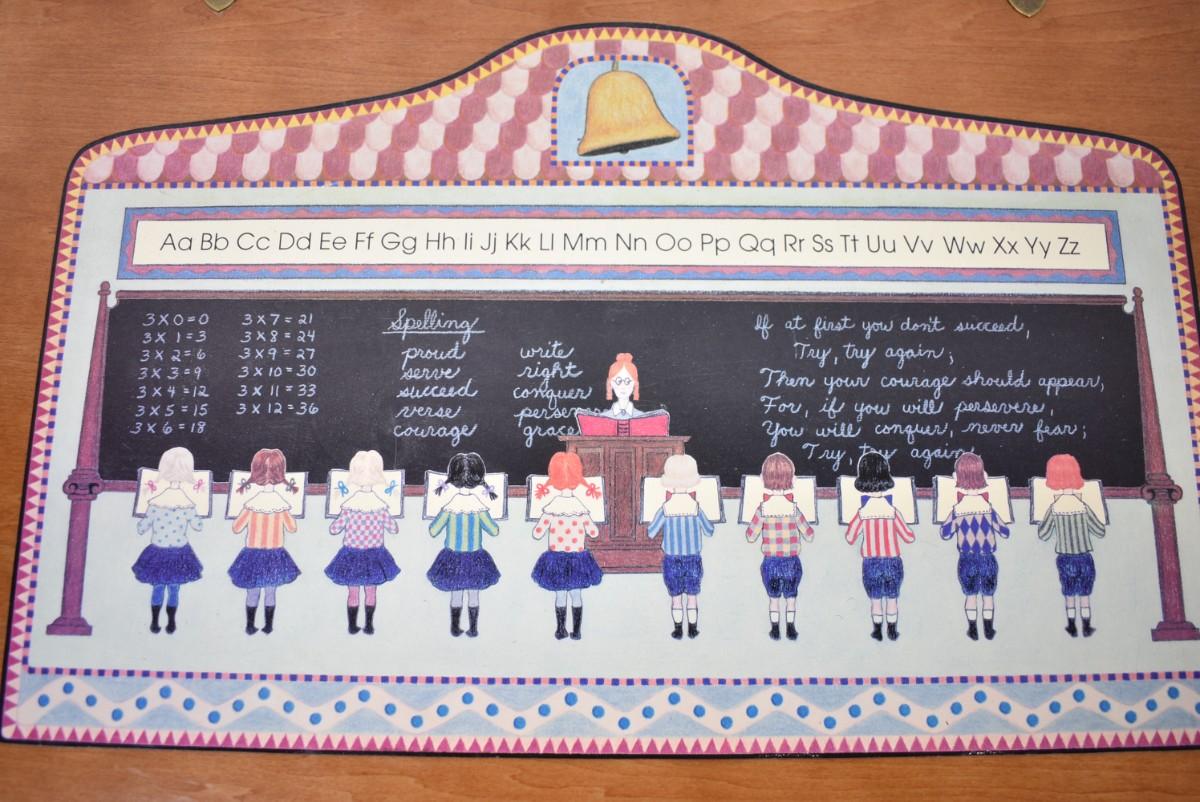 Aa Bb Cc Dd Ee Ff Gg Hh Ii Jj Kk Ll Mm Nn Oo Pp Qq Rr Ss Tt Uu Vv Ww Xx Yy Zz
3 X 0 = 0
3 X 1 = 3
3 X 2 = 6
3 X 3 = 9
3 X 4 = 12
3 X 5 = 15
3 X 6 = 18
3 X 7 = 21
3 X 8 = 24
3 X 9 = 27
3 X 10 = 30
3 X 11 = 33
3 X 12 = 36
Spelling
proud
serve
succeed
verse
courage
write
right
conquer
grace
If at first you don't succeed,
Try, try again;
Then your courage should appear,
For, if you will persevere,
You will conquer, never fear;
Try, try again.